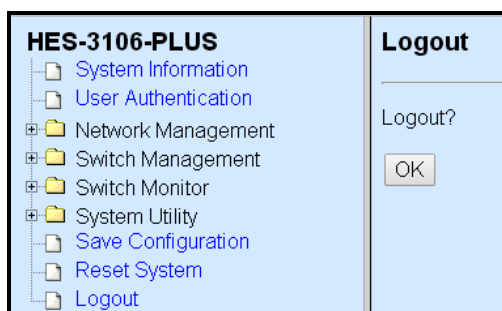 HES-3106-PLUS
System Information
User Authentication
Network Management
Switch Management
Switch Monitor
System Utility
Save Configuration
Reset System
Logout
Logout
Logout?
OK